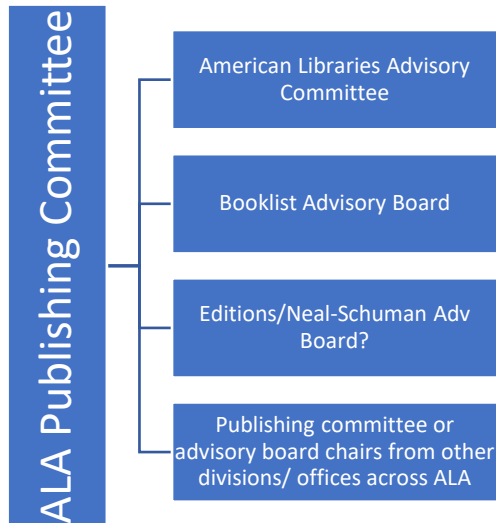 ALA Publishing Committee
American Libraries Advisory
Committee
Booklist Advisory Board
Editions/Neal-Schuman Adv
Board?
Publishing committee or
advisory board chairs from other
divisions/ offices across ALA